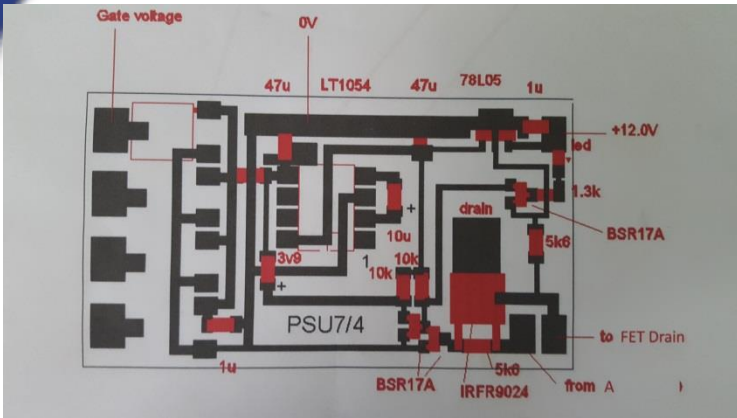 Gate voltage
0V
47u LT1054 47u 78L05 1u
+12.0V
led
1.3k
drain
BSR17A
+
10u
5k6
3v9
1
10k
10k
+
PSU7/4
to FET Drain
1u
5k6
BSR17A
IRFR9024
from A